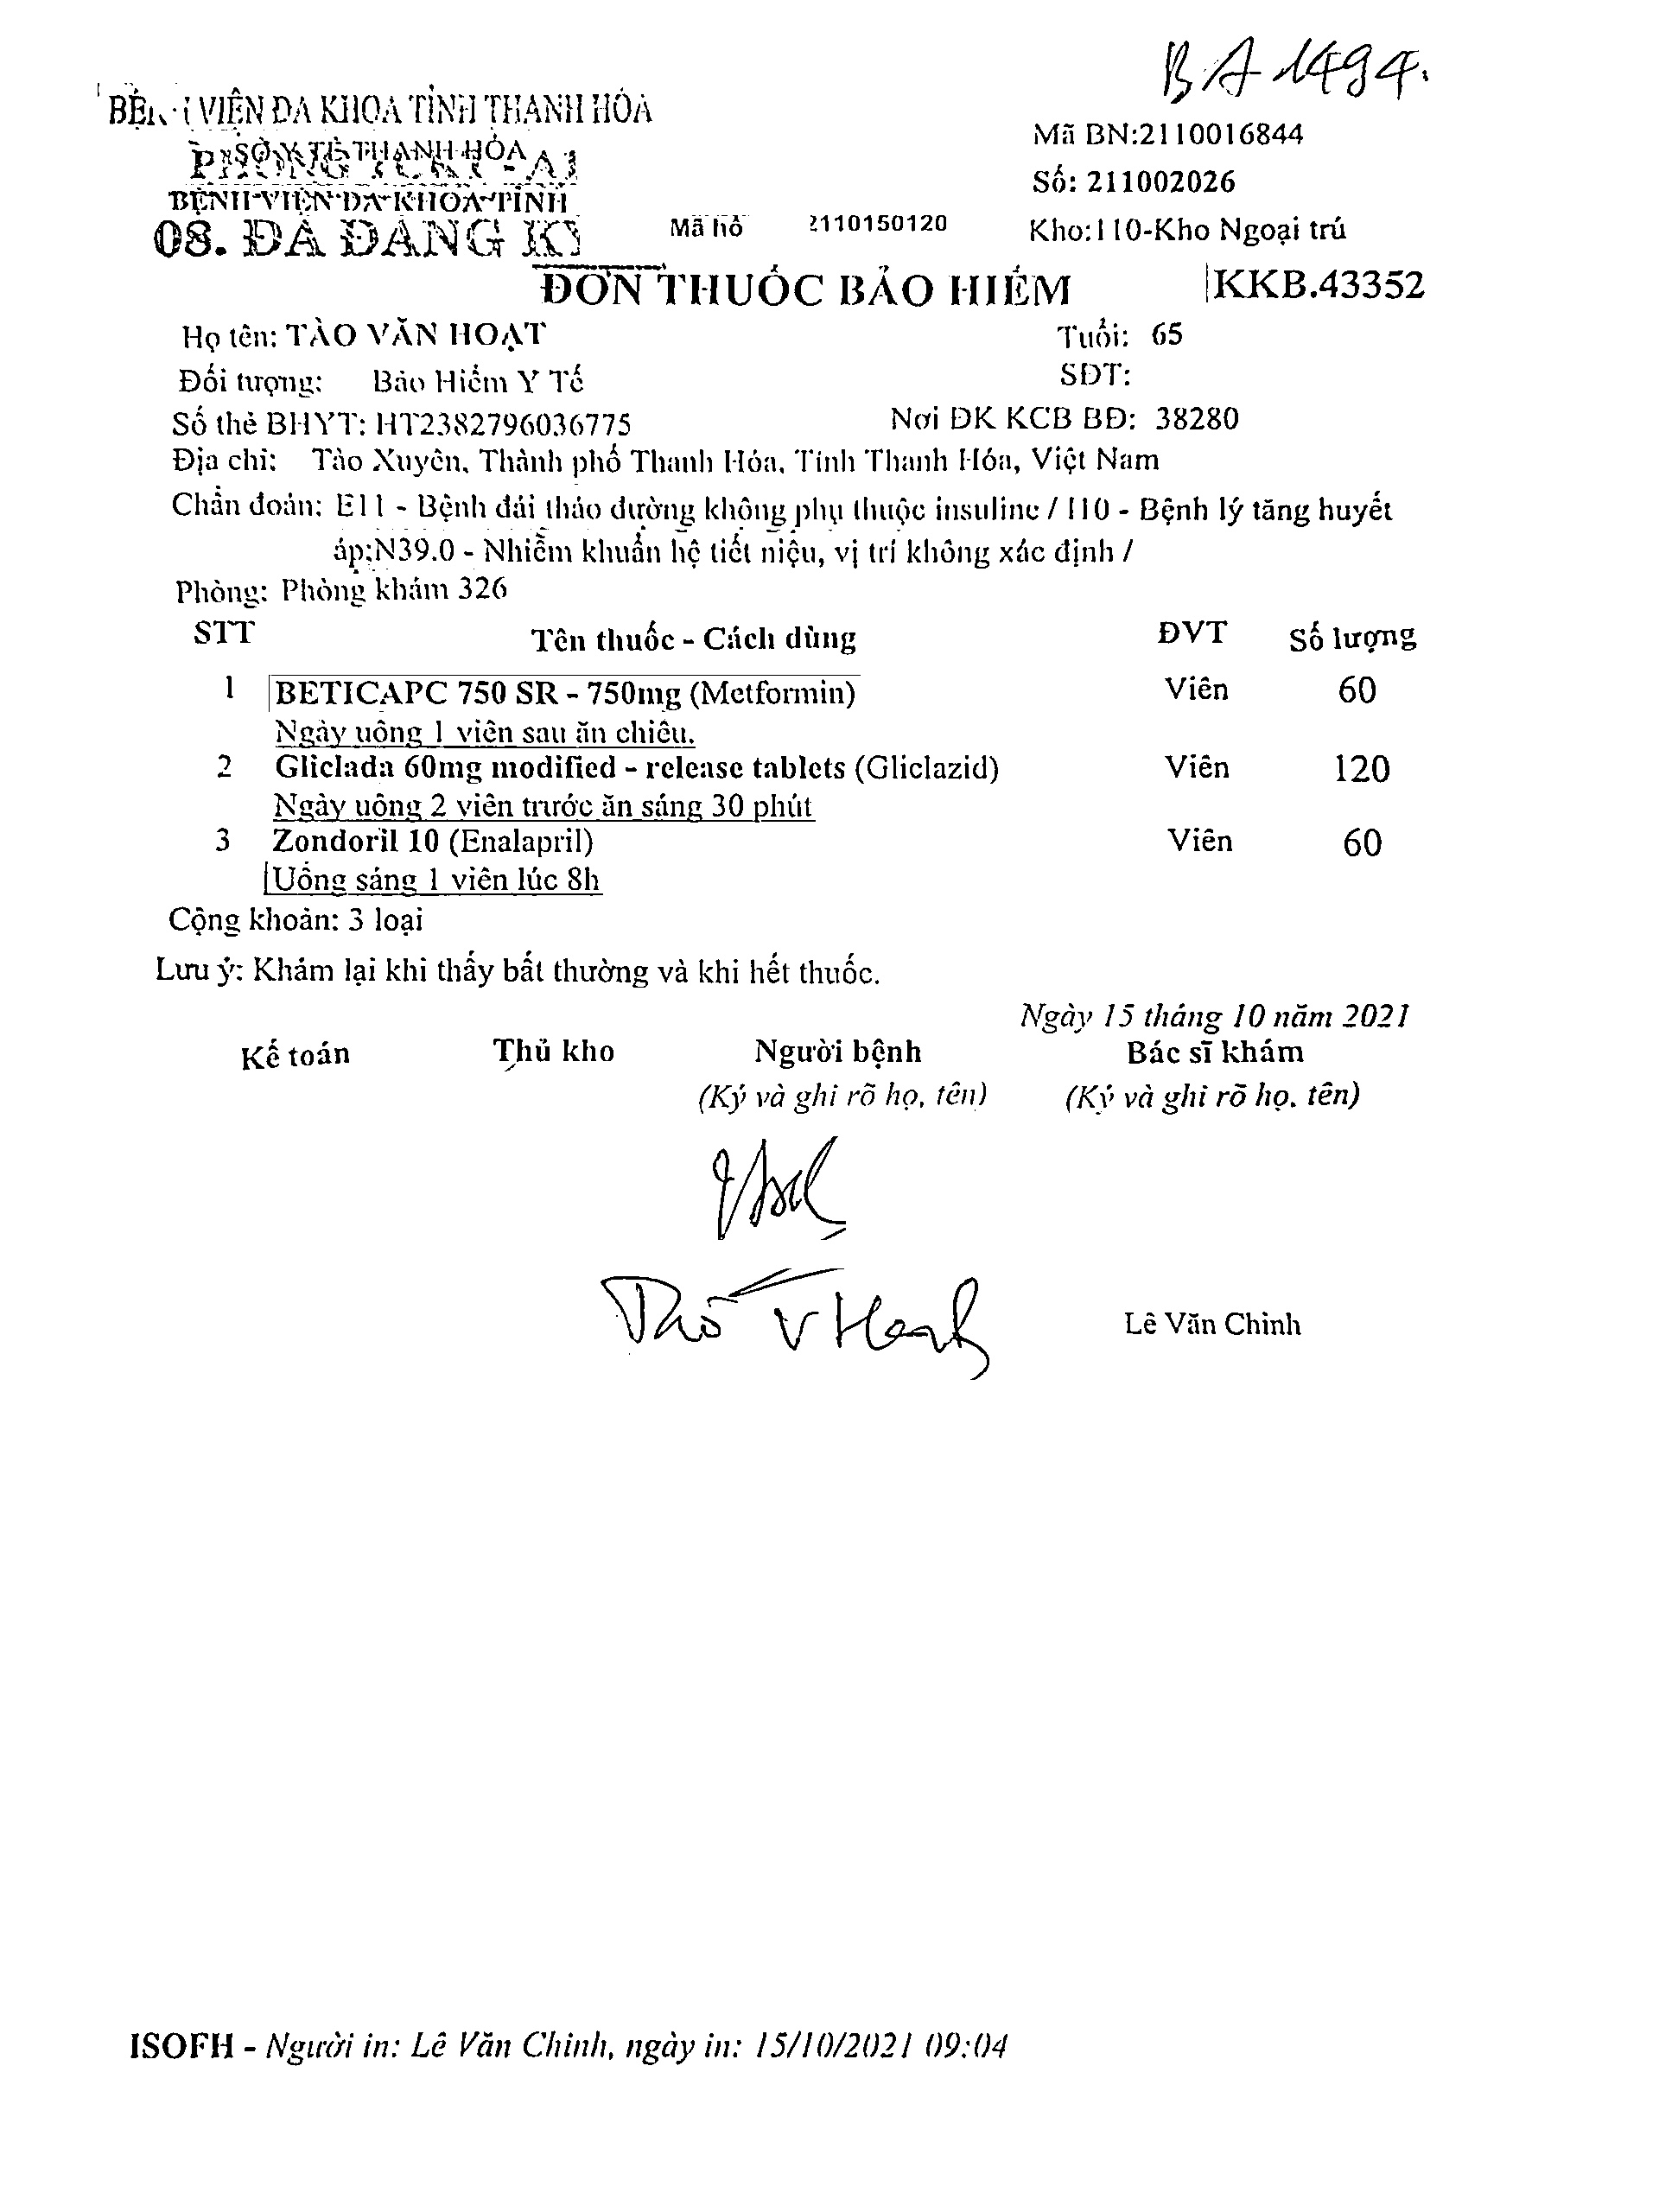 BA 1494.
BỆNH VIỆN ĐA KHOA TỈNH THANH HÓA
Mã BN:2110016844
SỞ Y TẾ THANH HÓA
PHÒNG TCKT - A1
Số: 211002026
BỆNH VIỆN ĐA KHOA TỈNH
08. ĐÃ ĐĂNG KÝ
Mã hồ 2110150120
Kho:110-Kho Ngoại trú
ĐƠN THUỐC BẢO HIỂM
KKB.43352
Họ tên: TÀO VĂN HOẠT
Tuổi: 65
Đối tượng: Bảo Hiểm Y Tế
SĐT:
Số thẻ BHYT: HT2382796036775
Nơi ĐK KCB BĐ: 38280
Địa chỉ: Tào Xuyên, Thành phố Thanh Hóa, Tỉnh Thanh Hóa, Việt Nam
Chẩn đoán: E11 - Bệnh đái tháo đường không phụ thuộc insuline / I10 - Bệnh lý tăng huyết
áp;N39.0 - Nhiễm khuẩn hệ tiết niệu, vị trí không xác định /
Phòng: Phòng khám 326
STT Tên thuốc - Cách dùng ĐVT Số lượng
1 BETICAPC 750 SR - 750mg (Metformin) Viên 60
Ngày uống 1 viên sau ăn chiều.
2 Gliclada 60mg modified - release tablets (Gliclazid) Viên 120
Ngày uống 2 viên trước ăn sáng 30 phút
3 Zondoril 10 (Enalapril) Viên 60
Uống sáng 1 viên lúc 8h
Cộng khoản: 3 loại
Lưu ý: Khám lại khi thấy bất thường và khi hết thuốc.
Ngày 15 tháng 10 năm 2021
Kế toán Thủ kho Người bệnh Bác sĩ khám
(Ký và ghi rõ họ, tên) (Ký và ghi rõ họ, tên)
Lê Văn Chinh
ISOFH - Người in: Lê Văn Chinh, ngày in: 15/10/2021 09:04